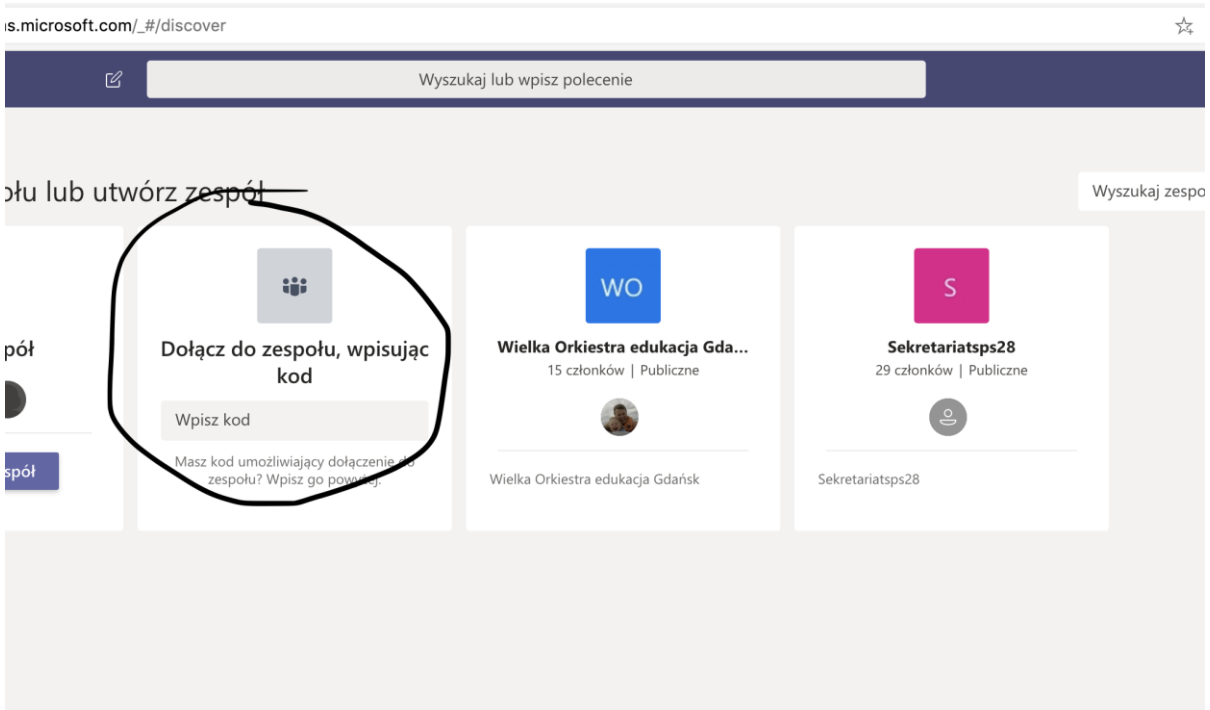 is.microsoft.com/_#/discover
Wyszukaj lub wpisz polecenie
ołu lub utwórz zespół
Wyszukaj zespo
pół
spół
Dołącz do zespołu, wpisując
kod
Wpisz kod
Masz kod umożliwiający dołączenie do
zespołu? Wpisz go powyżej.
WO
Wielka Orkiestra edukacja Gda...
15 członków | Publiczne
Wielka Orkiestra edukacja Gdańsk
S
Sekretariatsps28
29 członków | Publiczne
Sekretariatsps28